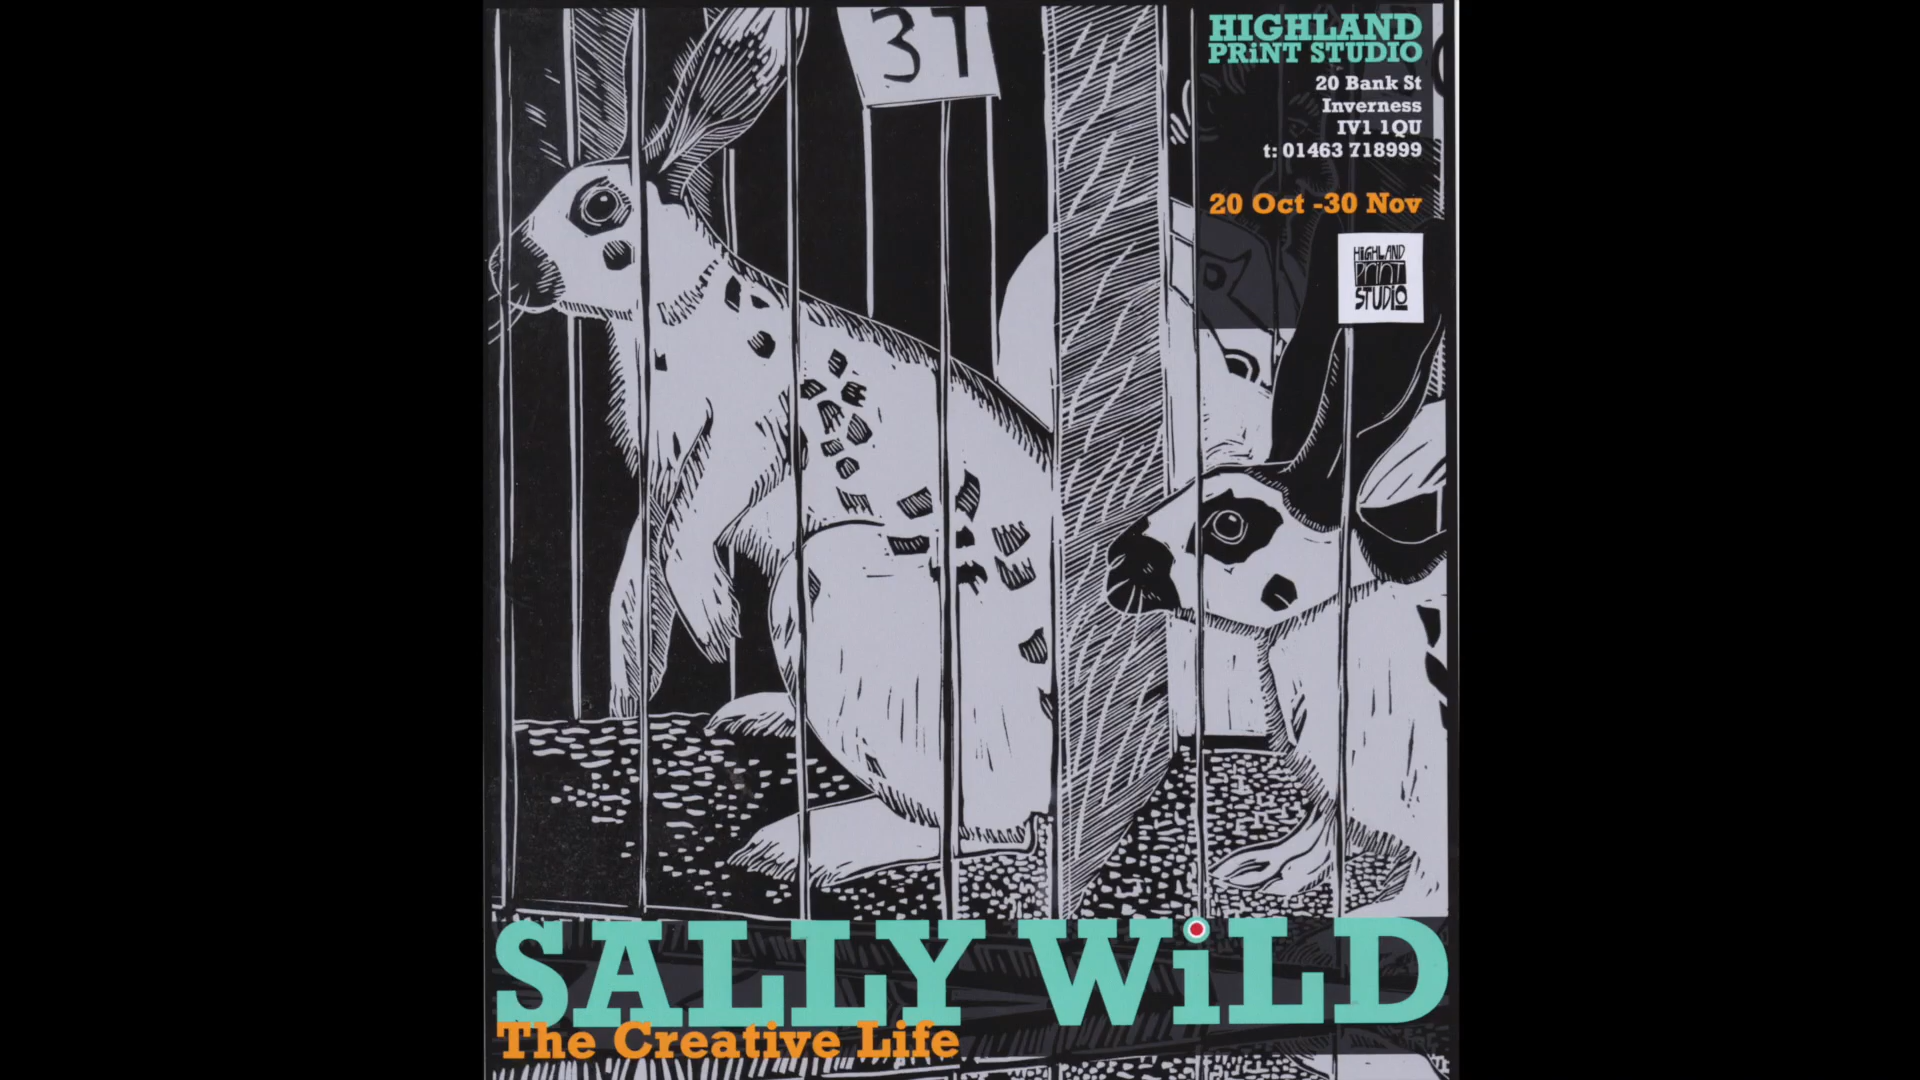 37
HIGHLAND
PRiNT STUDIO
20 Bank St
Inverness
IV1 1QU
t: 01463 718999
20 Oct -30 Nov
HiGHLAND
PRiNT
STUDiO
SALLY WiLD
The Creative Life